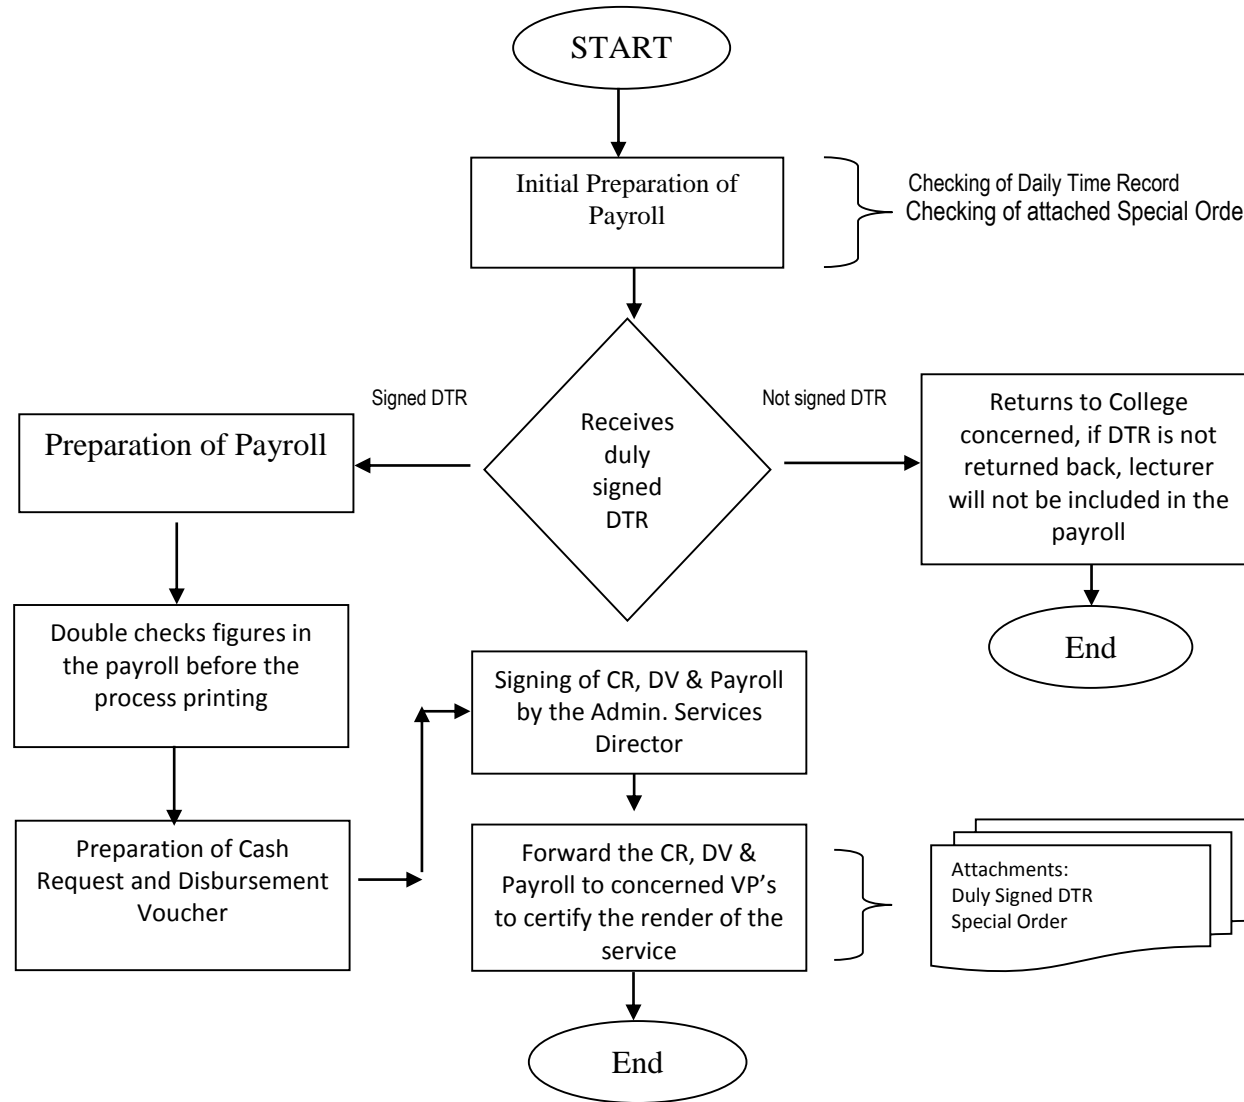 START
Initial Preparation of
Payroll
Checking of Daily Time Record
Checking of attached Special Orde
Signed DTR
Not signed DTR
Receives
duly
signed
DTR
Preparation of Payroll
Returns to College
concerned, if DTR is not
returned back, lecturer
will not be included in the
payroll
End
Double checks figures in
the payroll before the
process printing
Signing of CR, DV & Payroll
by the Admin. Services
Director
Preparation of Cash
Request and Disbursement
Voucher
Forward the CR, DV &
Payroll to concerned VP’s
to certify the render of the
service
Attachments:
Duly Signed DTR
Special Order
End